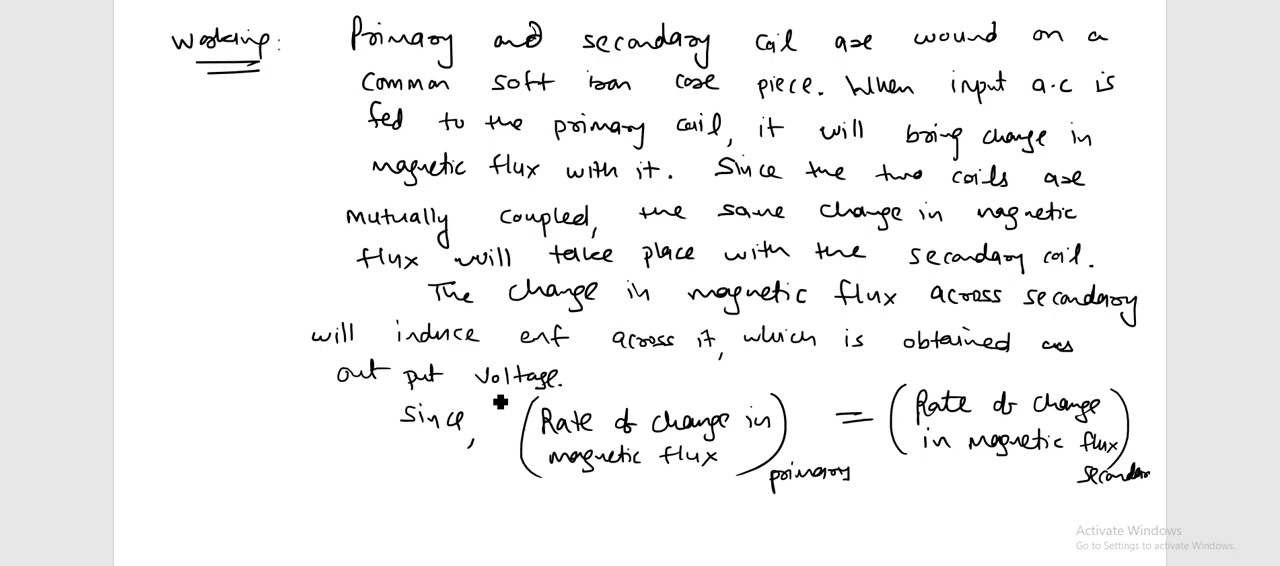 Working: Primary and secondary coil are wound on a
common soft iron core piece. When input a.c is
fed to the primary coil, it will bring change in
magnetic flux with it. Since the two coils are
mutually coupled, the same change in magnetic
flux will take place with the secondary coil.
The change in magnetic flux across secondary
will induce emf across it, which is obtained as
out put voltage.
Since, (Rate of change in magnetic flux)primary = (Rate of change in magnetic flux)secondary
Activate Windows
Go to Settings to activate Windows.